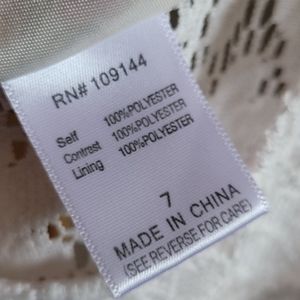 RN# 109144
Self 100%POLYESTER
Contrast 100%POLYESTER
Lining 100%POLYESTER
7
MADE IN CHINA
(SEE REVERSE FOR CARE)